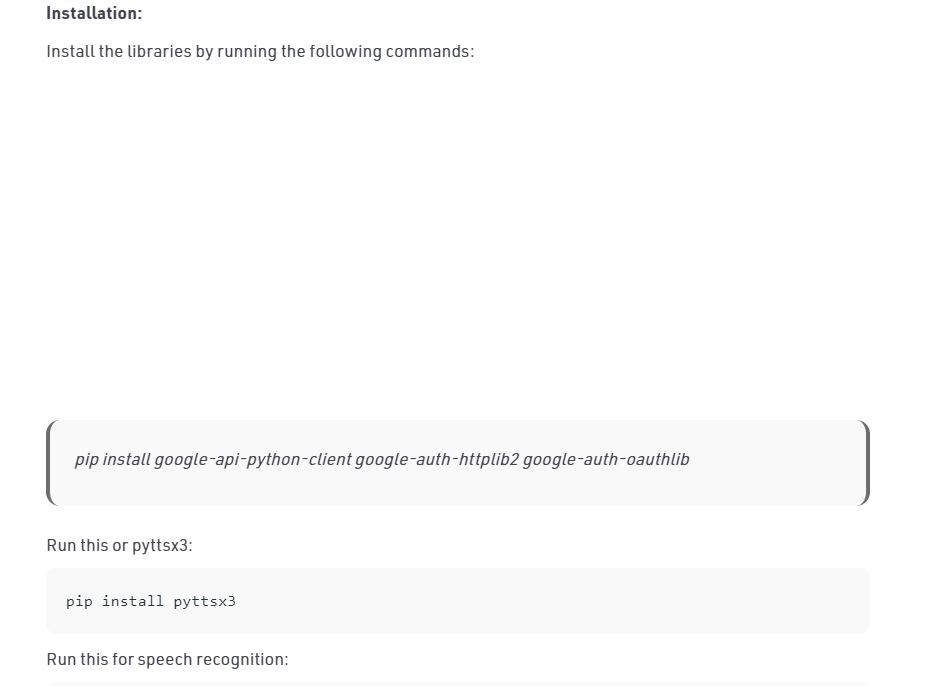 Installation:
Install the libraries by running the following commands:
pip install google-api-python-client google-auth-httplib2 google-auth-oauthlib
Run this or pyttsx3:
pip install pyttsx3
Run this for speech recognition: